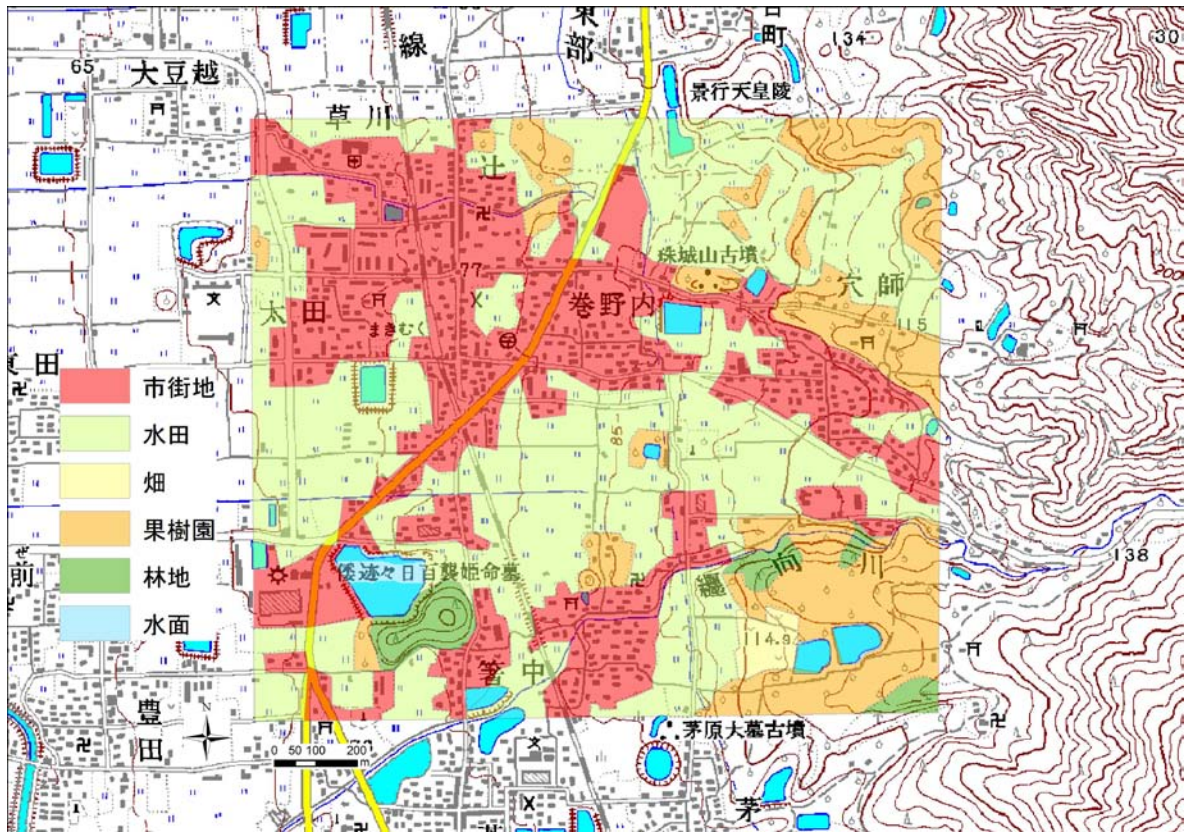 東部
線
古町
134
30
65
大豆越
景行天皇陵
草川
辻
珠城山古墳
穴師
77
太田
巻野内
まきむく
115
東田
市街地
水田
85
畑
果樹園
林地
水面
前
倭迹々日百襲姫命墓
纒向川
138
114.9
箸中
豊田
N
0 50 100 200
m
茅原大墓古墳
茅